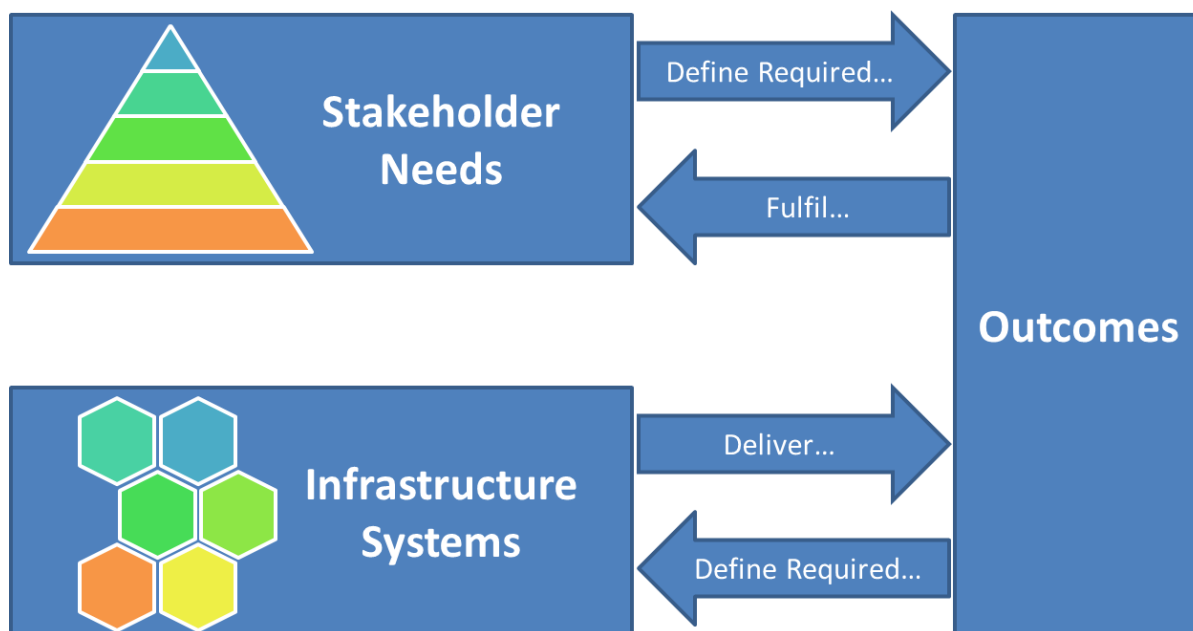 Stakeholder
Needs
Define Required...
Fulfil...
Outcomes
Infrastructure
Systems
Deliver...
Define Required...